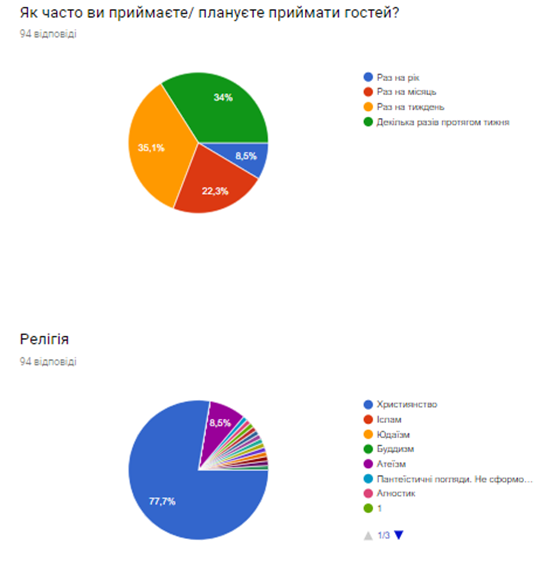 Як часто ви приймаєте/ плануєте приймати гостей?
94 відповіді
34%
35,1%
8,5%
22,3%
Раз на рік
Раз на місяць
Раз на тиждень
Декілька разів протягом тижня
Релігія
94 відповіді
8,5%
77,7%
Християнство
Іслам
Юдаїзм
Буддизм
Атеїзм
Пантеїстичні погляди. Не сформо...
Агностик
1
1/3